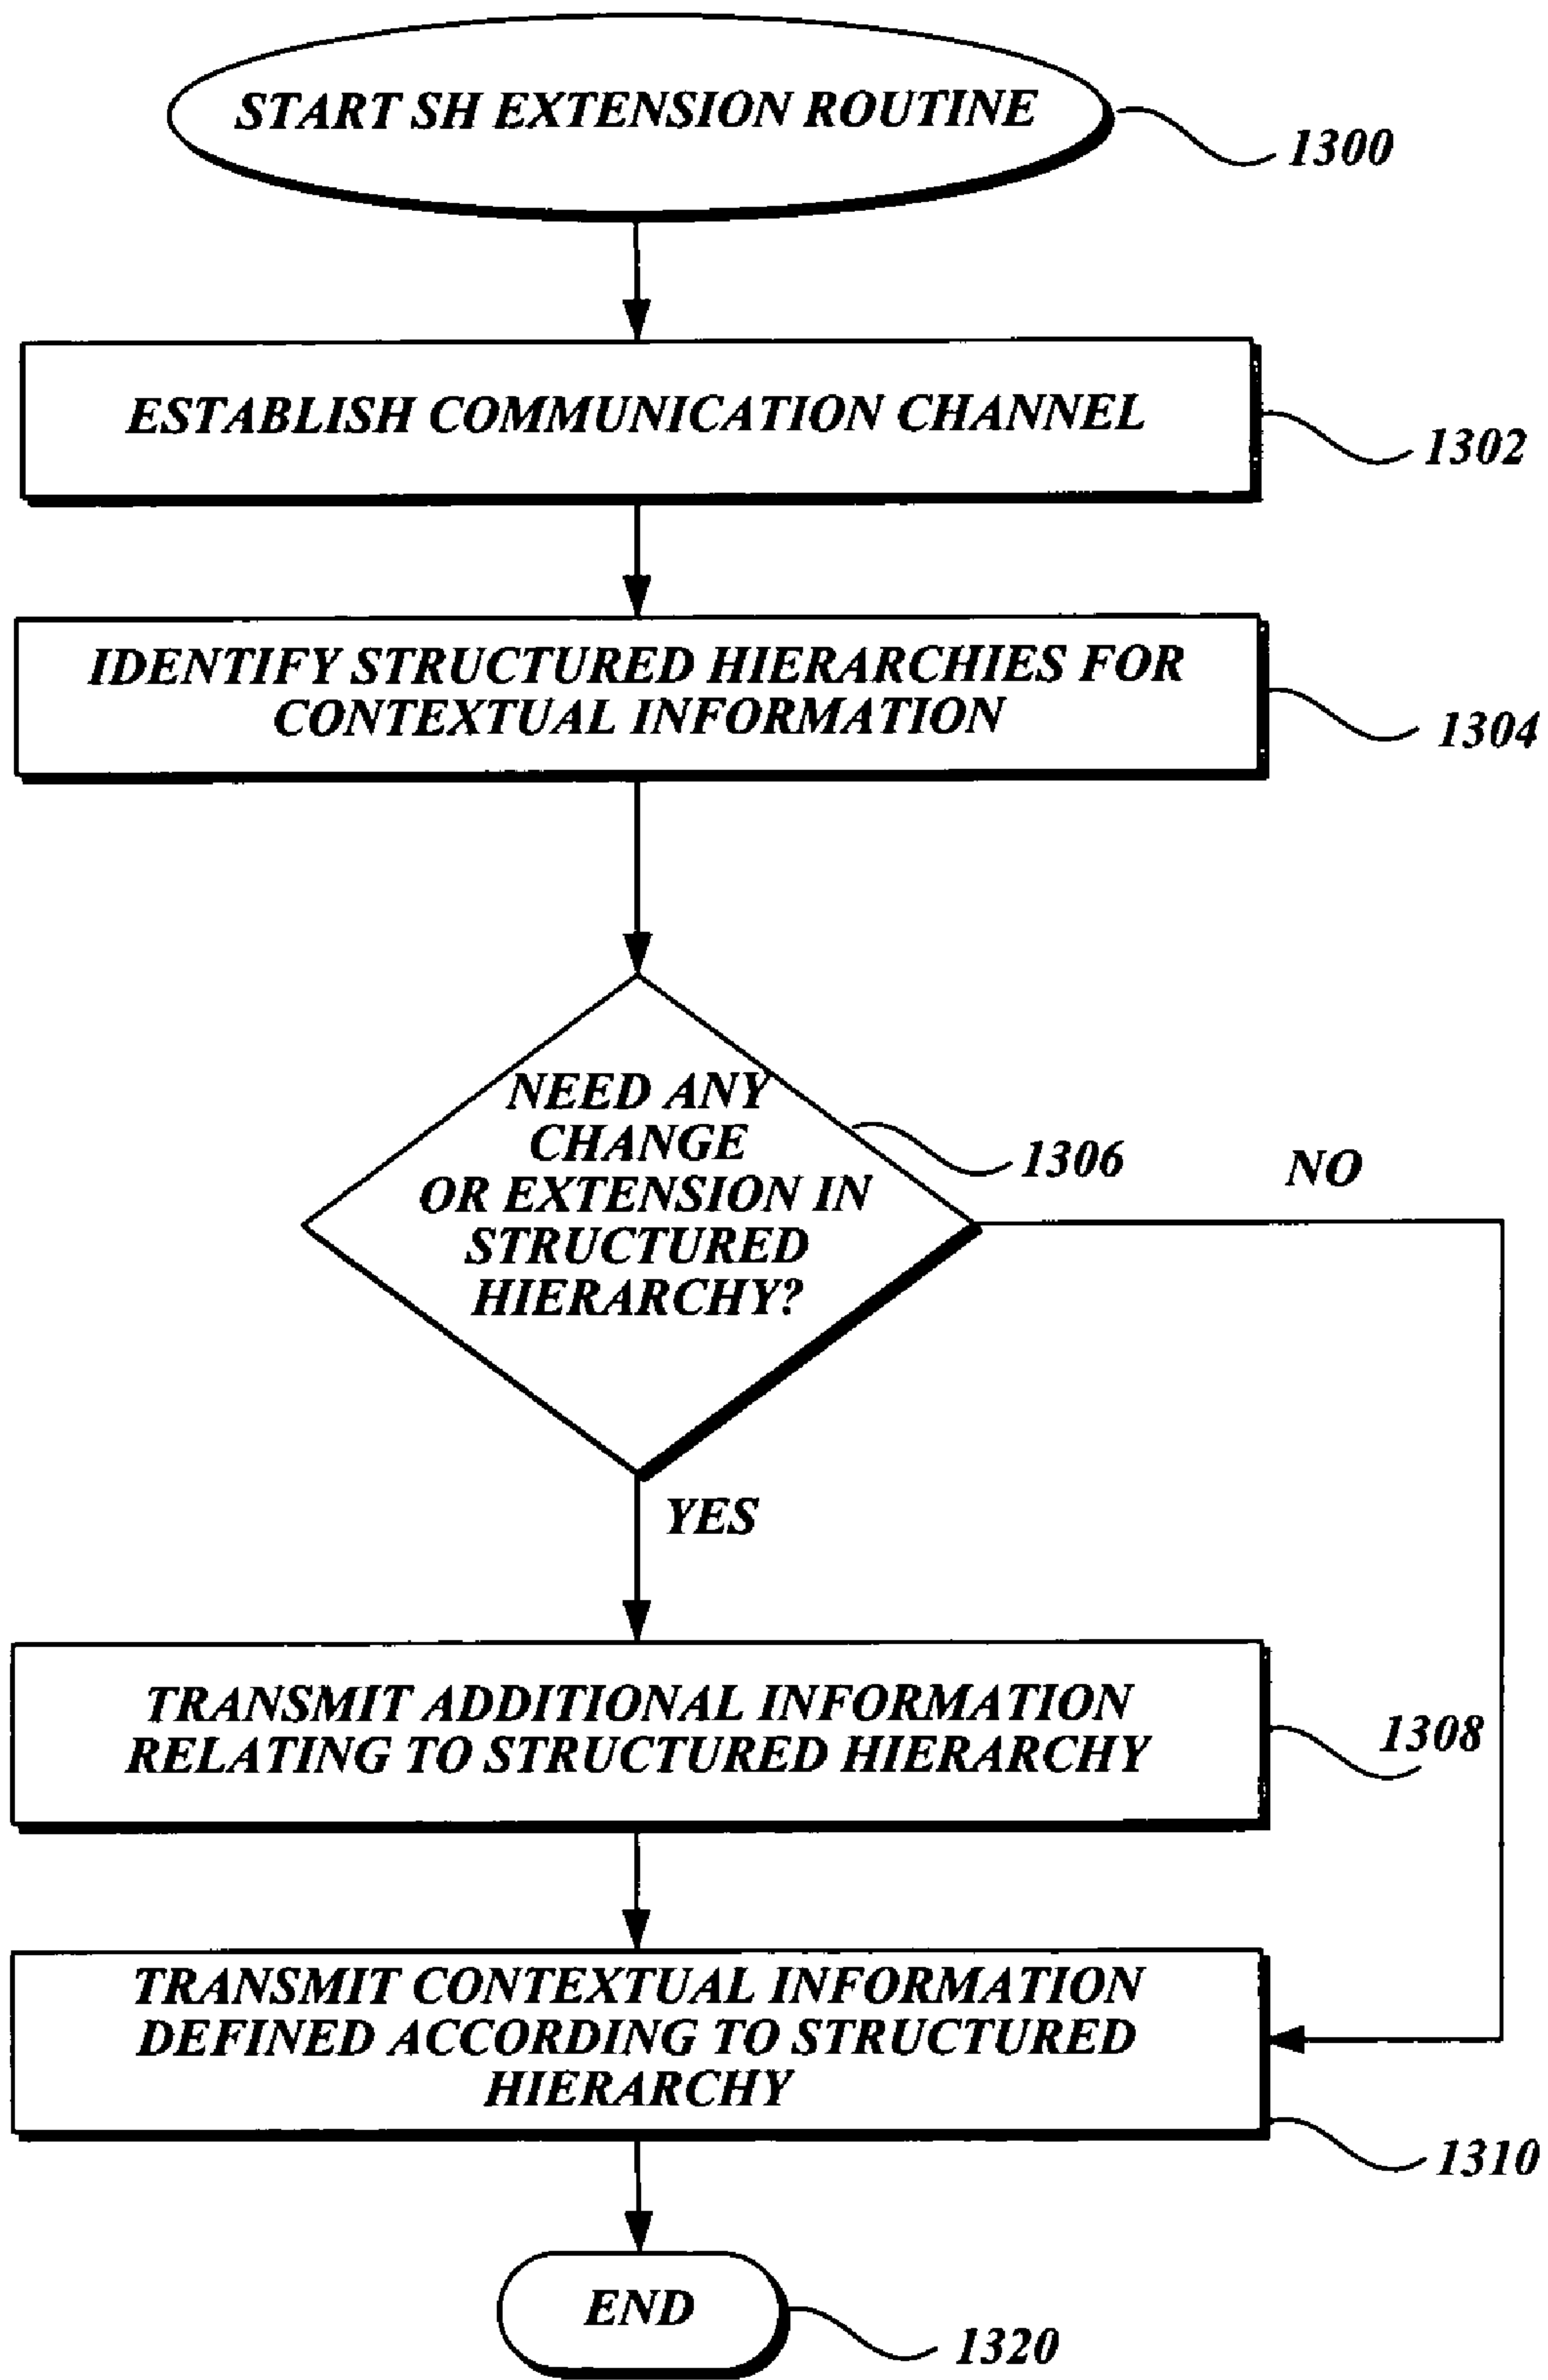 START SH EXTENSION ROUTINE
1300
ESTABLISH COMMUNICATION CHANNEL
1302
IDENTIFY STRUCTURED HIERARCHIES FOR
CONTEXTUAL INFORMATION
1304
NEED ANY
CHANGE
OR EXTENSION IN
STRUCTURED
HIERARCHY?
1306
NO
YES
TRANSMIT ADDITIONAL INFORMATION
RELATING TO STRUCTURED HIERARCHY
1308
TRANSMIT CONTEXTUAL INFORMATION
DEFINED ACCORDING TO STRUCTURED
HIERARCHY
1310
END
1320